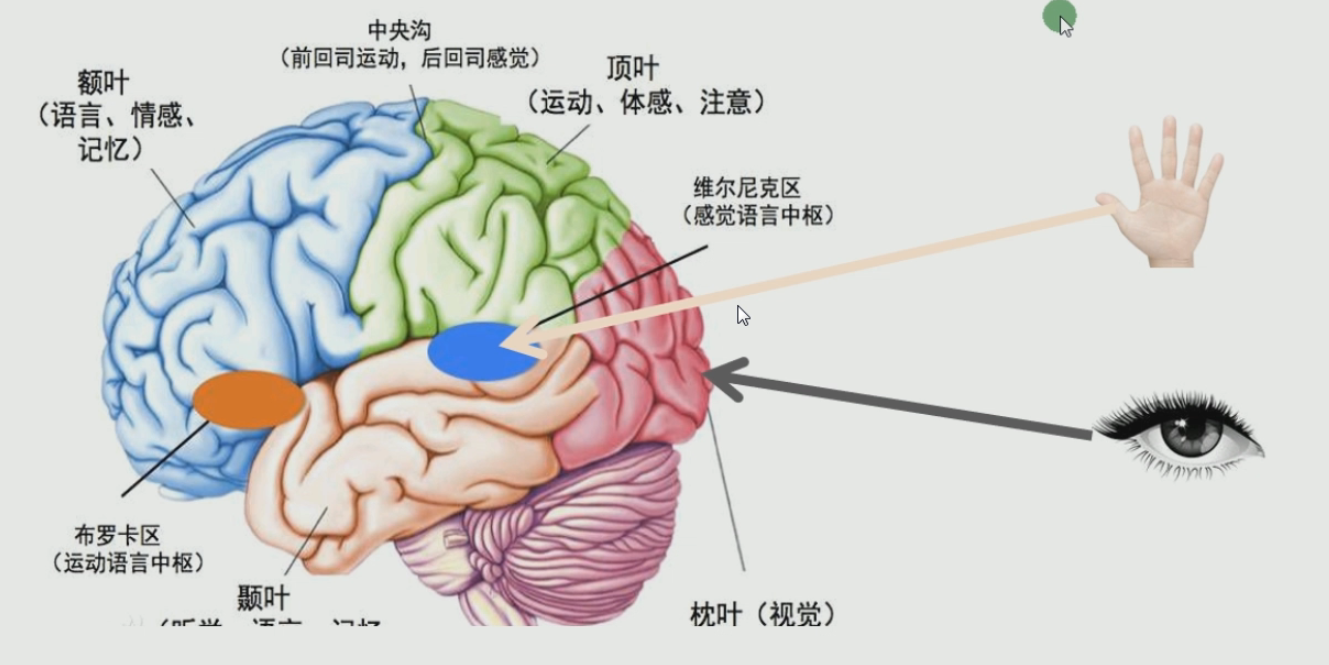 中央沟
（前回司运动，后回司感觉）
额叶
（语言、情感、
记忆）
顶叶
（运动、体感、注意）
维尔尼克区
（感觉语言中枢）
布罗卡区
（运动语言中枢）
颞叶
枕叶（视觉）